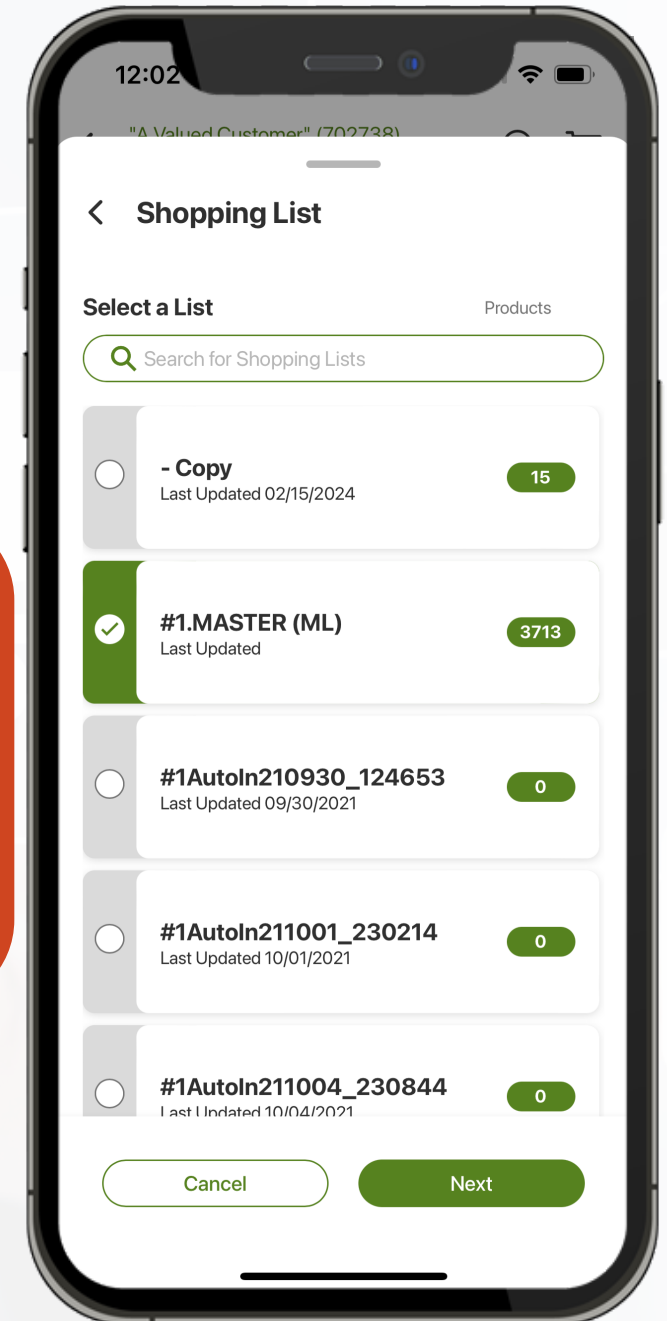 12:02
"A Valued Customer" (702738)
Shopping List
Select a List
Products
Search for Shopping Lists
- Copy
Last Updated 02/15/2024
15
#1.MASTER (ML)
Last Updated
3713
#1AutoIn210930_124653
Last Updated 09/30/2021
0
#1AutoIn211001_230214
Last Updated 10/01/2021
0
#1AutoIn211004_230844
Last Updated 10/04/2021
0
Cancel
Next